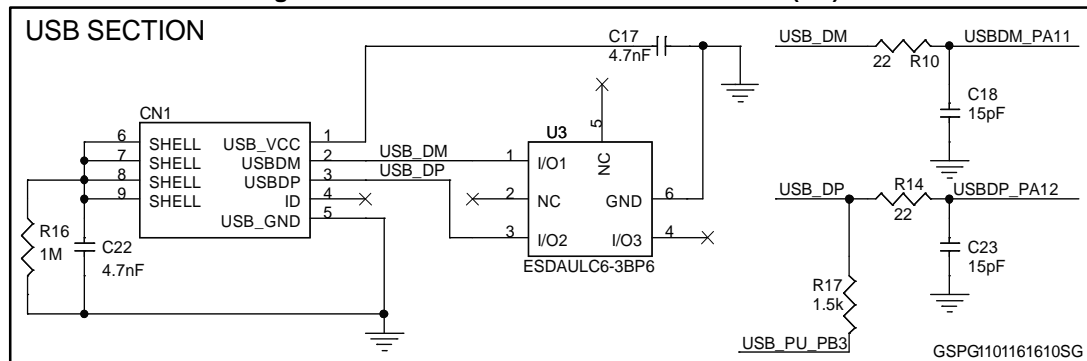 USB SECTION
C17
4.7nF
CN1
6 SHELL USB_VCC 1
7 SHELL USBDM 2 USB_DM
8 SHELL USBDP 3 USB_DP
9 SHELL ID 4
USB_GND 5
R16
1M
C22
4.7nF
U3
5
NC
1 I/O1
2 NC GND 6
3 I/O2 I/O3 4
ESDAULC6-3BP6
USB_DM USBDM_PA11
22 R10
C18
15pF
R14
USB_DP USBDP_PA12
22
C23
15pF
R17
1.5k
USB_PU_PB3
GSPG1101161610SG